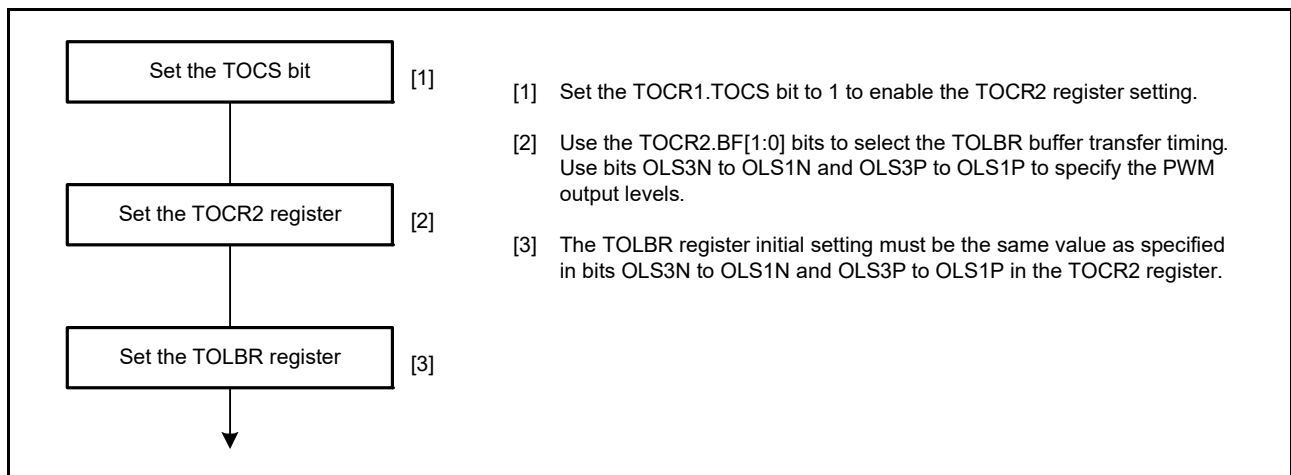 Set the TOCS bit
[1]
Set the TOCR2 register
[2]
Set the TOLBR register
[3]
[1] Set the TOCR1.TOCS bit to 1 to enable the TOCR2 register setting.
[2] Use the TOCR2.BF[1:0] bits to select the TOLBR buffer transfer timing.
Use bits OLS3N to OLS1N and OLS3P to OLS1P to specify the PWM
output levels.
[3] The TOLBR register initial setting must be the same value as specified
in bits OLS3N to OLS1N and OLS3P to OLS1P in the TOCR2 register.